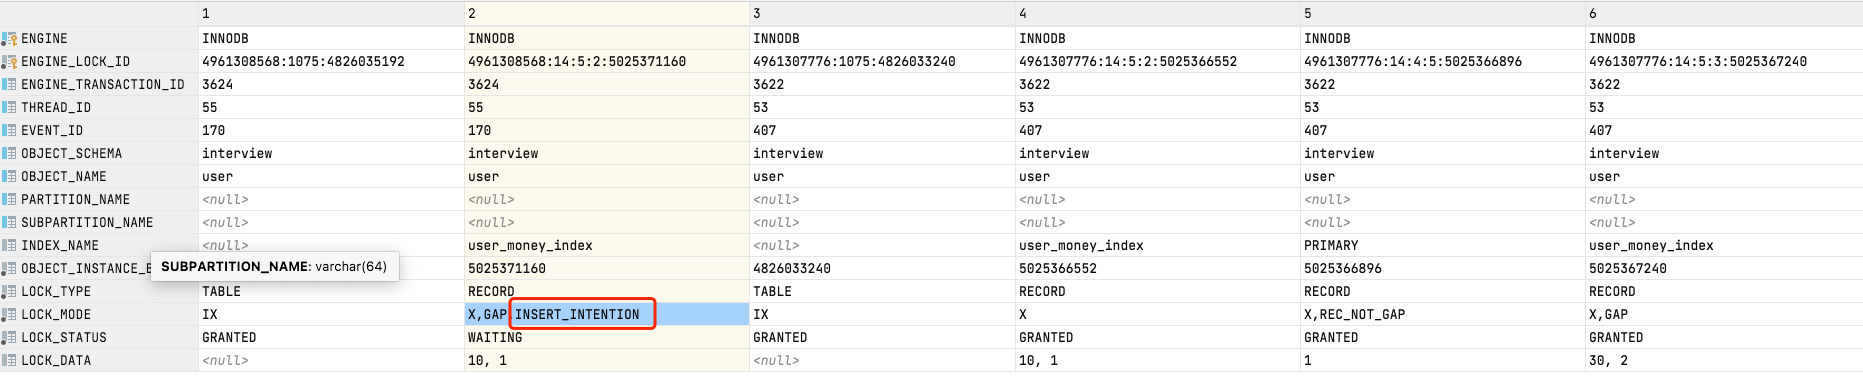 1 2 3 4 5 6
ENGINE INNODB INNODB INNODB INNODB INNODB INNODB
ENGINE_LOCK_ID 4961308568:1075:4826035192 4961308568:14:5:2:5025371160 4961307776:1075:4826033240 4961307776:14:5:2:5025366552 4961307776:14:4:5:5025366896 4961307776:14:5:3:5025367240
ENGINE_TRANSACTION_ID 3624 3624 3622 3622 3622 3622
THREAD_ID 55 55 53 53 53 53
EVENT_ID 170 170 407 407 407 407
OBJECT_SCHEMA interview interview interview interview interview interview
OBJECT_NAME user user user user user user
PARTITION_NAME <null> <null> <null> <null> <null> <null>
SUBPARTITION_NAME <null> <null> <null> <null> <null> <null>
INDEX_NAME <null> user_money_index <null> user_money_index PRIMARY user_money_index
OBJECT_INSTANCE_ SUBPARTITION_NAME: varchar(64) 5025371160 4826033240 5025366552 5025366896 5025367240
LOCK_TYPE TABLE RECORD TABLE RECORD RECORD RECORD
LOCK_MODE IX X,GAP,INSERT_INTENTION IX X X,REC_NOT_GAP X,GAP
LOCK_STATUS GRANTED WAITING GRANTED GRANTED GRANTED GRANTED
LOCK_DATA <null> 10, 1 <null> 10, 1 1 30, 2